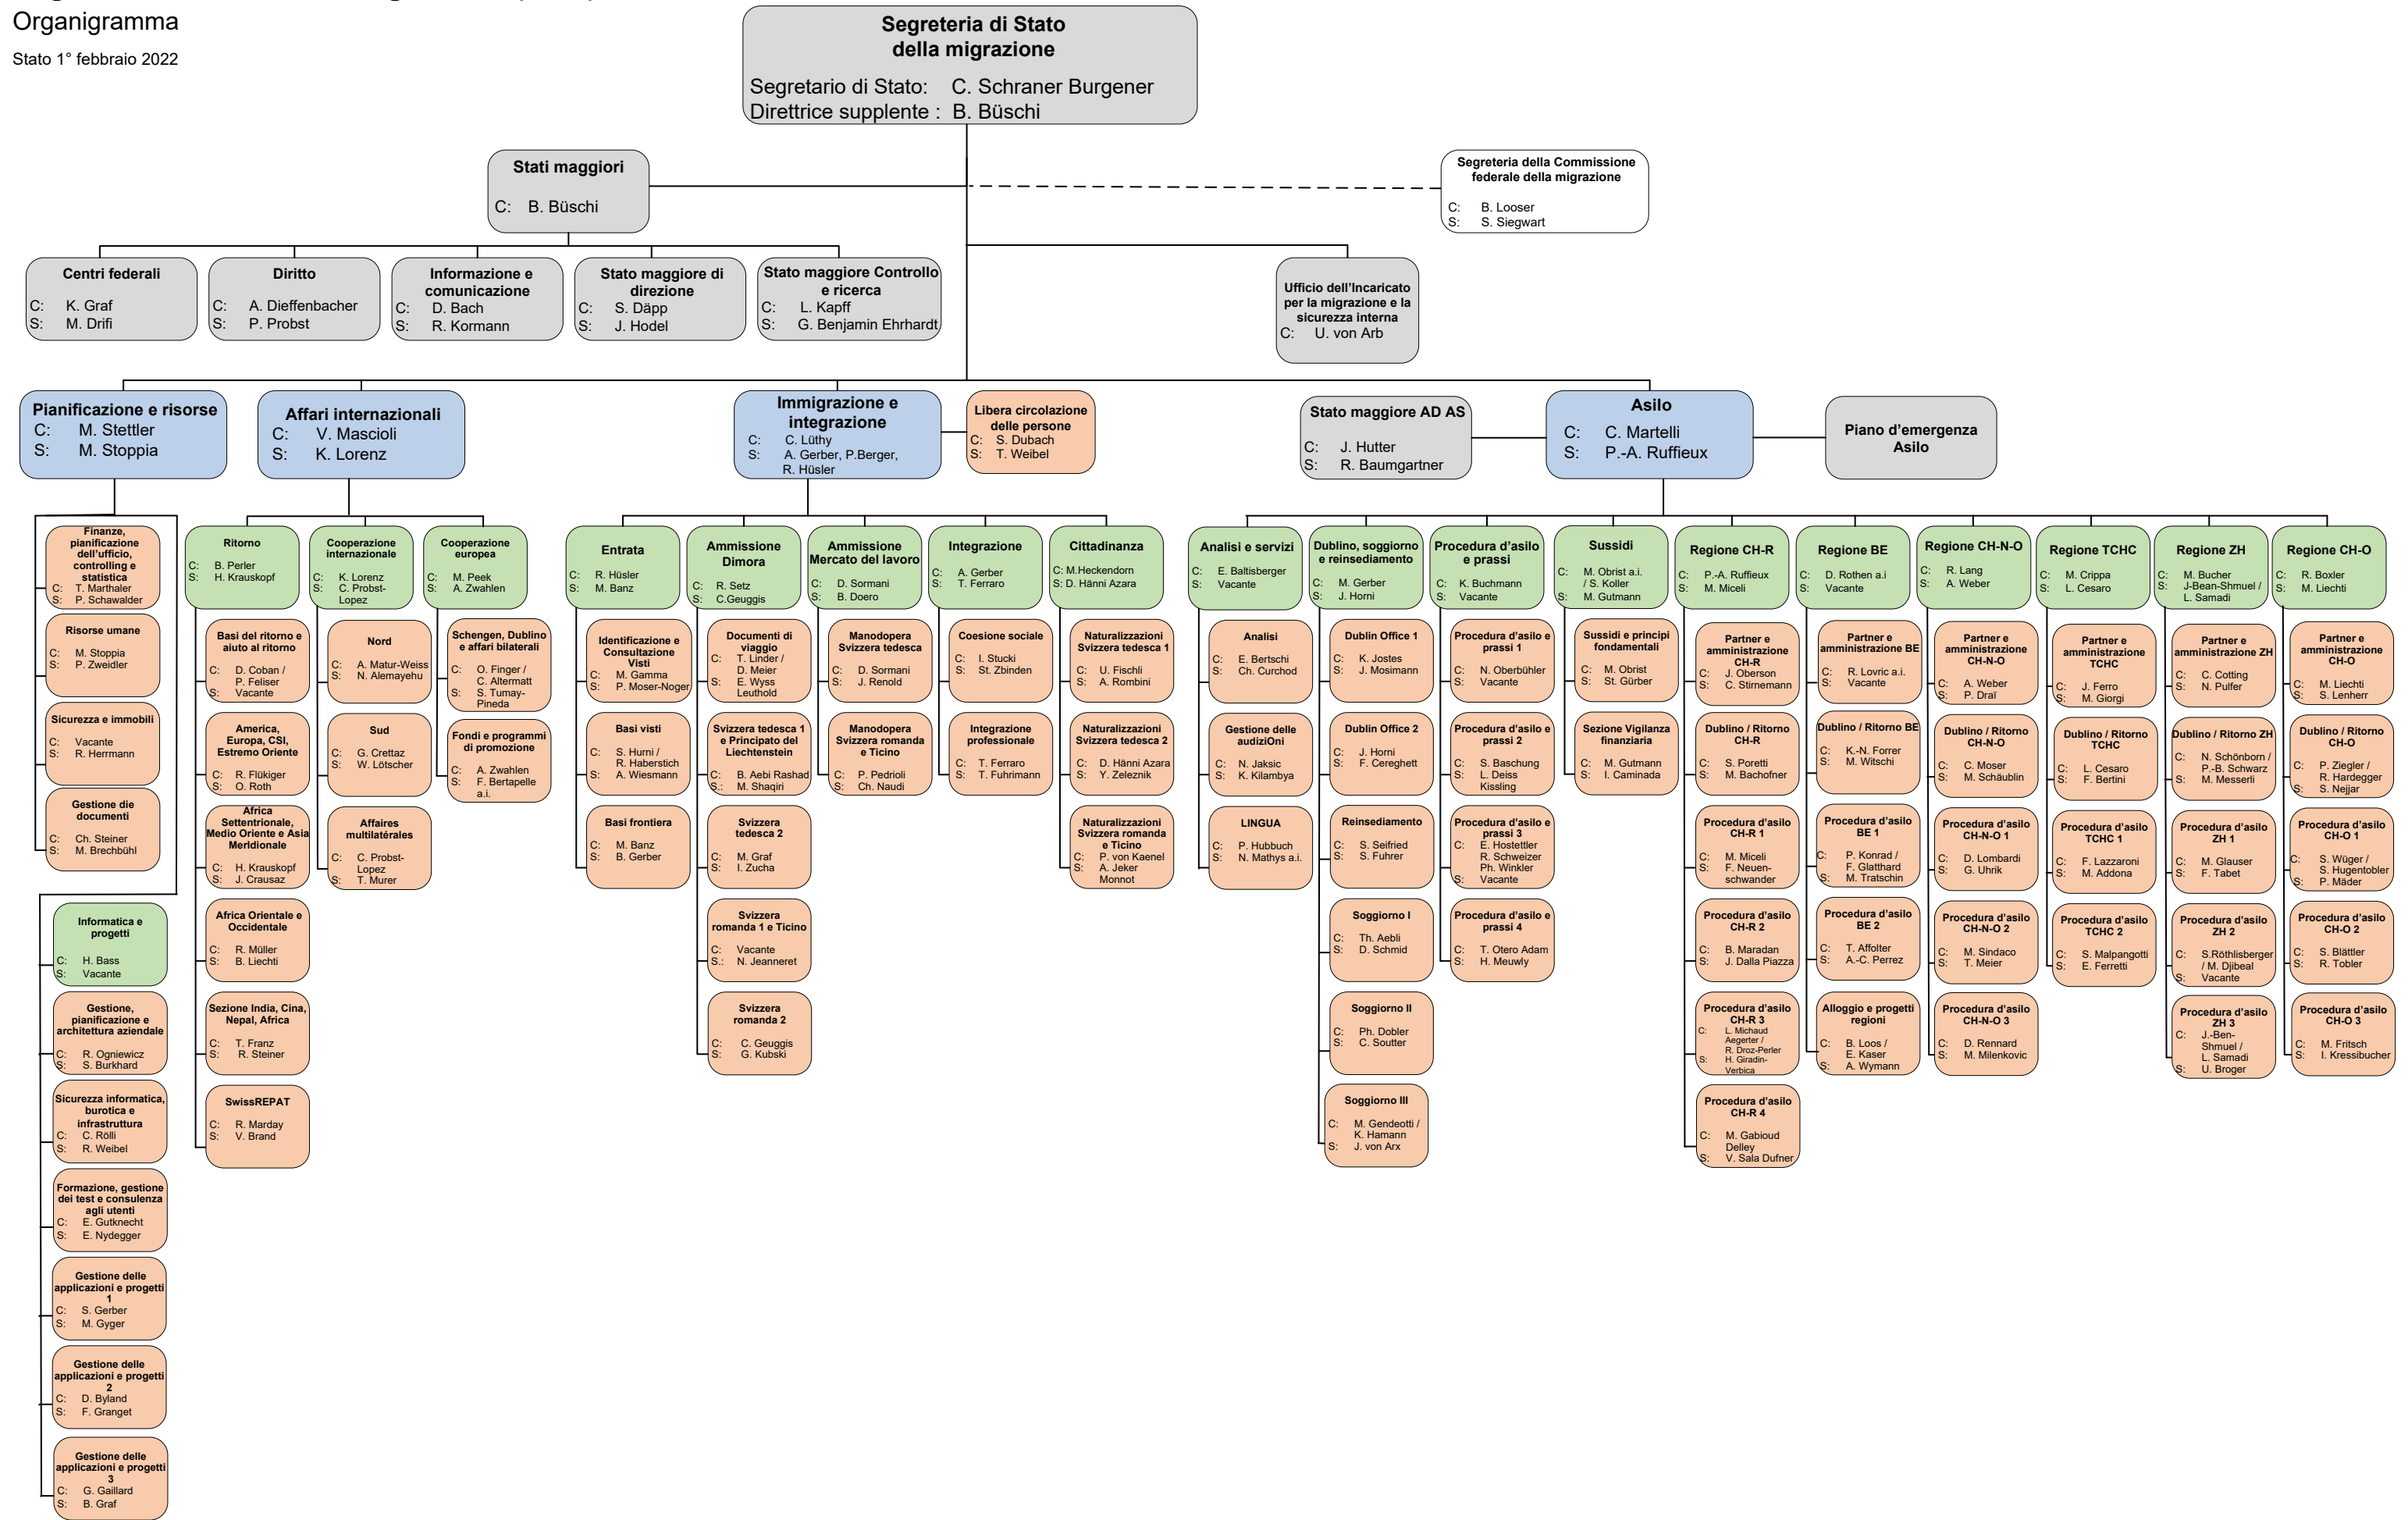 Organigramma
Stato 1° febbraio 2022
Segreteria di Stato
della migrazione
Segretario di Stato: C. Schraner Burgener
Direttrice supplente : B. Büschi
Stati maggiori
C: B. Büschi
Segreteria della Commissione
federale della migrazione
C: B. Looser
S: S. Siegwart
Centri federali
C: K. Graf
S: M. Drifi
Diritto
C: A. Dieffenbacher
S: P. Probst
Informazione e
comunicazione
C: D. Bach
S: R. Kormann
Stato maggiore di
direzione
C: S. Däpp
S: J. Hodel
Stato maggiore Controllo
e ricerca
C: L. Kapff
S: G. Benjamin Ehrhardt
Ufficio dell'Incaricato
per la migrazione e la
sicurezza interna
C: U. von Arb
Pianificazione e risorse
C: M. Stettler
S: M. Stoppia
Affari internazionali
C: V. Mascioli
S: K. Lorenz
Immigrazione e
integrazione
C: C. Lüthy
S: A. Gerber, P.Berger,
R. Hüsler
Libera circolazione
delle persone
C: S. Dubach
S: T. Weibel
Stato maggiore AD AS
C: J. Hutter
S: R. Baumgartner
Asilo
C: C. Martelli
S: P.-A. Ruffieux
Piano d'emergenza
Asilo
Finanze,
pianificazione
dell'ufficio,
controlling e
statistica
C: T. Marthaler
S: P. Schawalder
Risorse umane
C: M. Stoppia
S: P. Zweidler
Sicurezza e immobili
C: Vacante
S: R. Herrmann
Gestione die
documenti
C: Ch. Steiner
S: M. Brechbühl
Informatica e
progetti
C: H. Bass
S: Vacante
Gestione,
pianificazione e
architettura aziendale
C: R. Ogniewicz
S: S. Burkhard
Sicurezza informatica,
burotica e
infrastruttura
C: C. Rölli
S: R. Weibel
Formazione, gestione
dei test e consulenza
agli utenti
C: E. Gutknecht
S: E. Nydegger
Gestione delle
applicazioni e progetti
1
C: S. Gerber
S: M. Gyger
Gestione delle
applicazioni e progetti
2
C: D. Byland
S: F. Granget
Gestione delle
applicazioni e progetti
3
C: G. Gaillard
S: B. Graf
Ritorno
C: B. Perler
S: H. Krauskopf
Basi del ritorno e
aiuto al ritorno
C: D. Coban /
P. Feliser
S: Vacante
America,
Europa, CSI,
Estremo Oriente
C: R. Flükiger
S: O. Roth
Africa
Settentrionale,
Medio Oriente e Asia
Merldionale
C: H. Krauskopf
S: J. Crausaz
Africa Orientale e
Occidentale
C: R. Müller
S: B. Liechti
Sezione India, Cina,
Nepal, Africa
C: T. Franz
S: R. Steiner
SwissREPAT
C: R. Marday
S: V. Brand
Cooperazione
internazionale
C: K. Lorenz
S: C. Probst-
Lopez
Nord
C: A. Matur-Weiss
S: N. Alemayehu
Sud
C: G. Crettaz
S: W. Lötscher
Affaires
multilatérales
C: C. Probst-
Lopez
S: T. Murer
Cooperazione
europea
C: M. Peek
S: A. Zwahlen
Schengen, Dublino
e affari bilaterali
C: O. Finger /
C. Altermatt
S: S. Tumay-
Pineda
Fondi e programmi
di promozione
C: A. Zwahlen
S: F. Bertapelle
a.i.
Entrata
C: R. Hüsler
S: M. Banz
Identificazione e
Consultazione
Visti
C: M. Gamma
S: P. Moser-Noger
Basi visti
C: S. Hurni /
R. Haberstich
S: A. Wiesmann
Basi frontiera
C: M. Banz
S: B. Gerber
Ammissione
Dimora
C: R. Setz
S: C.Geuggis
Documenti di
viaggio
C: T. Linder /
D. Meier
S: E. Wyss
Leuthold
Svizzera tedesca 1
e Principato del
Liechtenstein
C: B. Aebi Rashad
S.: M. Shaqiri
Svizzera
tedesca 2
C: M. Graf
S: I. Zucha
Svizzera
romanda 1 e Ticino
C: Vacante
S.: N. Jeanneret
Svizzera
romanda 2
C: C. Geuggis
S: G. Kubski
Ammissione
Mercato del lavoro
C: D. Sormani
S: B. Doero
Manodopera
Svizzera tedesca
C: D. Sormani
S: J. Renold
Manodopera
Svizzera romanda
e Ticino
C: P. Pedrioli
S: Ch. Naudi
Integrazione
C: A. Gerber
S: T. Ferraro
Coesione sociale
C: I. Stucki
S: St. Zbinden
Integrazione
professionale
C: T. Ferraro
S: T. Fuhrimann
Cittadinanza
C: M.Heckendorn
S: D. Hänni Azara
Naturalizzazioni
Svizzera tedesca 1
C: U. Fischli
S: A. Rombini
Naturalizzazioni
Svizzera tedesca 2
C: D. Hänni Azara
S: Y. Zeleznik
Naturalizzazioni
Svizzera romanda
e Ticino
C: P. von Kaenel
S: A. Jeker
Monnot
Analisi e servizi
C: E. Baltisberger
S: Vacante
Analisi
C: E. Bertschi
S: Ch. Curchod
Gestione delle
audiziOni
C: N. Jaksic
S: K. Kilambya
LINGUA
C: P. Hubbuch
S: N. Mathys a.i.
Dublino, soggiorno
e reinsediamento
C: M. Gerber
S: J. Horni
Dublin Office 1
C: K. Jostes
S: J. Mosimann
Dublin Office 2
C: J. Horni
S: F. Cereghett
Reinsediamento
C: S. Seifried
S: S. Fuhrer
Soggiorno I
C: Th. Aebli
S: D. Schmid
Soggiorno II
C: Ph. Dobler
S: C. Soutter
Soggiorno III
C: M. Gendeotti /
K. Hamann
S: J. von Arx
Procedura d'asilo
e prassi
C: K. Buchmann
S: Vacante
Procedura d'asilo e
prassi 1
C: N. Oberbühler
S: Vacante
Procedura d'asilo e
prassi 2
C: S. Baschung
S: L. Deiss
Kissling
Procedura d'asilo e
prassi 3
C: E. Hostettler
R. Schweizer
Ph. Winkler
S: Vacante
Procedura d'asilo e
prassi 4
C: T. Otero Adam
S: H. Meuwly
Sussidi
C: M. Obrist a.i.
/ S. Koller
S: M. Gutmann
Sussidi e principi
fondamentali
C: M. Obrist
S: St. Gürber
Sezione Vigilanza
finanziaria
C: M. Gutmann
S: I. Caminada
Regione CH-R
C: P.-A. Ruffieux
S: M. Miceli
Partner e
amministrazione
CH-R
C: J. Oberson
S: C. Stirnemann
Dublino / Ritorno
CH-R
C: S. Poretti
S: M. Bachofner
Procedura d'asilo
CH-R 1
C: M. Miceli
S: F. Neuen-
schwander
Procedura d'asilo
CH-R 2
C: B. Maradan
S: J. Dalla Piazza
Procedura d'asilo
CH-R 3
C: L. Michaud
Aegerter /
R. Droz-Perler
S: H. Giradin-
Verbica
Procedura d'asilo
CH-R 4
C: M. Gabioud
Delley
S: V. Sala Dufner
Regione BE
C: D. Rothen a.i
S: Vacante
Partner e
amministrazione BE
C: R. Lovric a.i.
S: Vacante
Dublino / Ritorno BE
C: K.-N. Forrer
S: M. Witschi
Procedura d'asilo
BE 1
C: P. Konrad /
F. Glatthard
S: M. Tratschin
Procedura d'asilo
BE 2
C: T. Affolter
S: A.-C. Perrez
Alloggio e progetti
regioni
C: B. Loos /
E. Kaser
S: A. Wymann
Regione CH-N-O
C: R. Lang
S: A. Weber
Partner e
amministrazione
CH-N-O
C: A. Weber
S: P. Draï
Dublino / Ritorno
CH-N-O
C: C. Moser
S: M. Schäublin
Procedura d'asilo
CH-N-O 1
C: D. Lombardi
S: G. Uhrik
Procedura d'asilo
CH-N-O 2
C: M. Sindaco
S: T. Meier
Procedura d'asilo
CH-N-O 3
C: D. Rennard
S: M. Milenkovic
Regione TCHC
C: M. Crippa
S: L. Cesaro
Partner e
amministrazione
TCHC
C: J. Ferro
S: M. Giorgi
Dublino / Ritorno
TCHC
C: L. Cesaro
S: F. Bertini
Procedura d'asilo
TCHC 1
C: F. Lazzaroni
S: M. Addona
Procedura d'asilo
TCHC 2
C: S. Malpangotti
S: E. Ferretti
Regione ZH
C: M. Bucher
S: J-Bean-Shmuel /
L. Samadi
Partner e
amministrazione ZH
C: C. Cotting
S: N. Pulfer
Dublino / Ritorno ZH
C: N. Schönborn /
P.-B. Schwarz
S: M. Messerli
Procedura d'asilo
ZH 1
C: M. Glauser
S: F. Tabet
Procedura d'asilo
ZH 2
C: S.Röthlisberger
/ M. Djibeal
S: Vacante
Procedura d'asilo
ZH 3
C: J.-Ben-
Shmuel /
L. Samadi
S: U. Broger
Regione CH-O
C: R. Boxler
S: M. Liechti
Partner e
amministrazione
CH-O
C: M. Liechti
S: S. Lenherr
Dublino / Ritorno
CH-O
C: P. Ziegler /
R. Hardegger
S: S. Nejjar
Procedura d'asilo
CH-O 1
C: S. Wüger /
S. Hugentobler
S: P. Mäder
Procedura d'asilo
CH-O 2
C: S. Blättler
S: R. Tobler
Procedura d'asilo
CH-O 3
C: M. Fritsch
S: I. Kressibucher